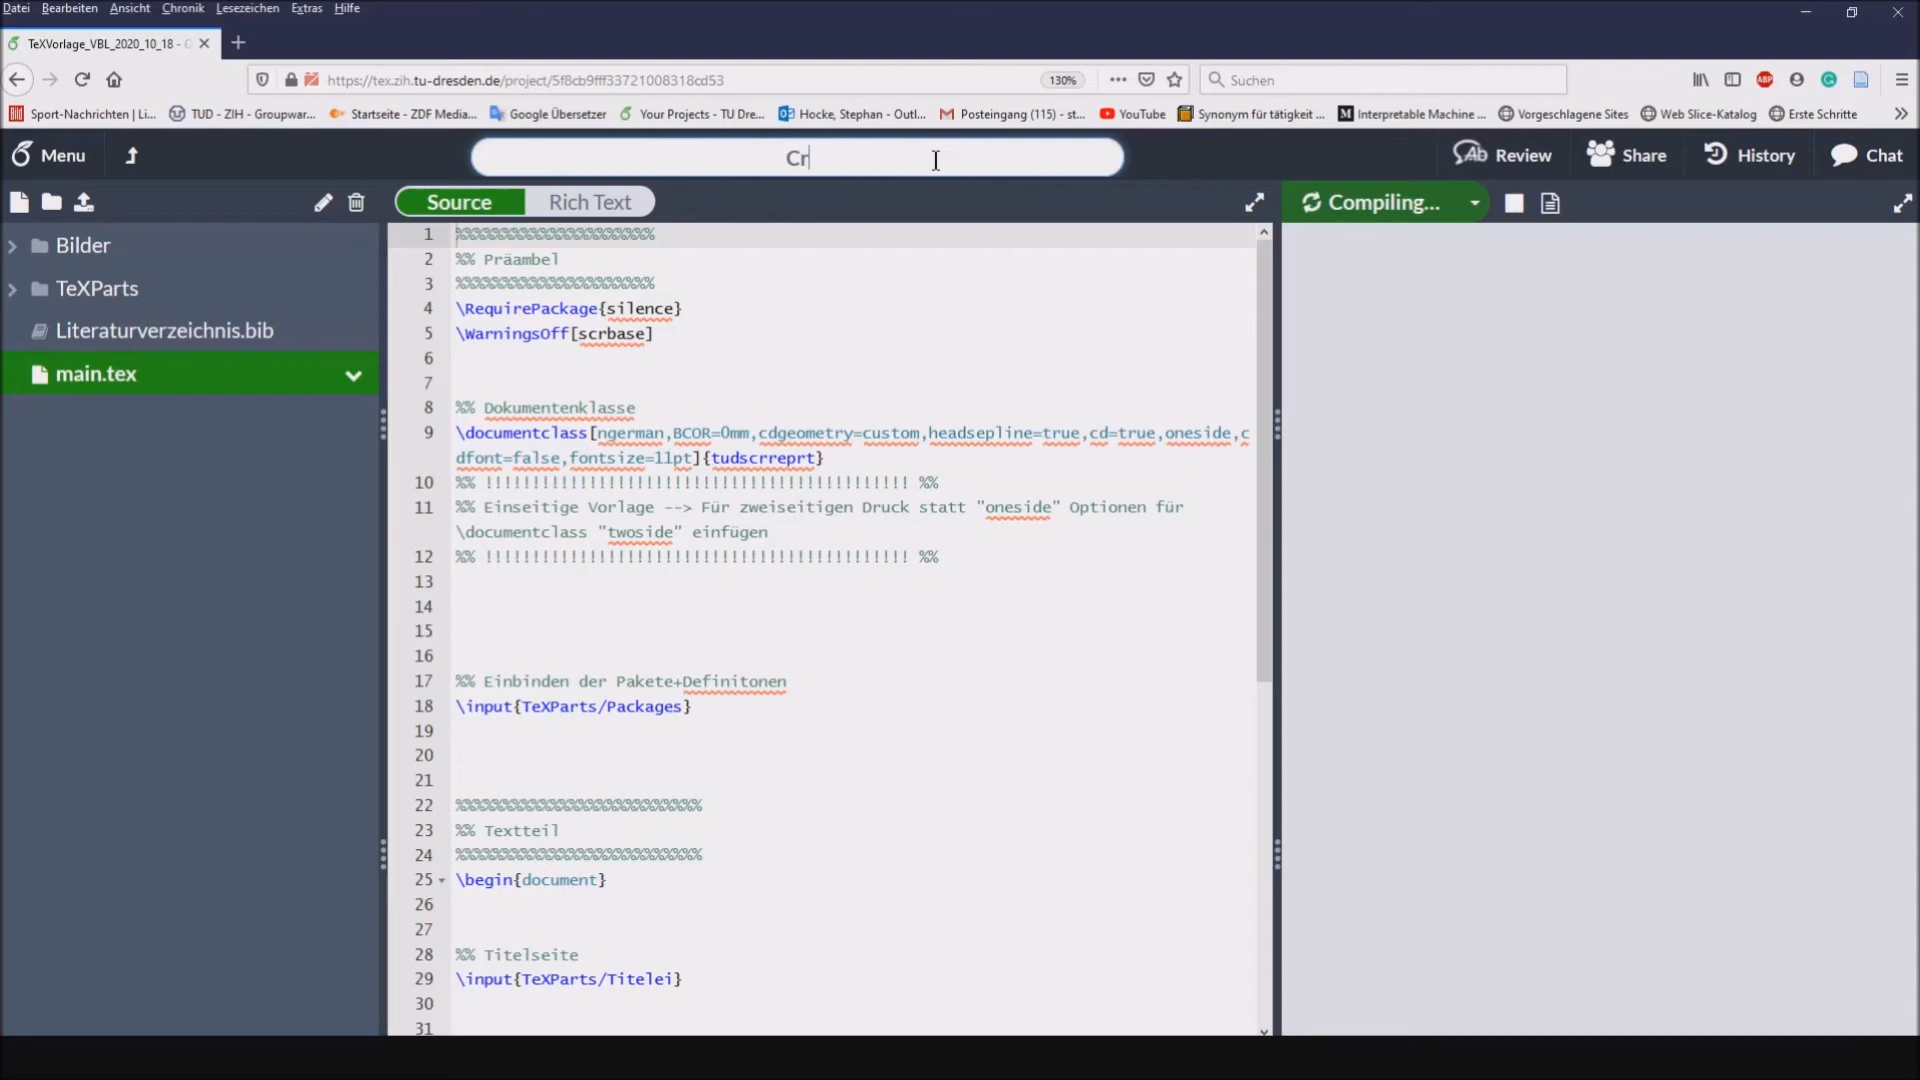 Datei Bearbeiten Ansicht Chronik Lesezeichen Extras Hilfe
TeXVorlage_VBL_2020_10_18 -
https://tex.zih.tu-dresden.de/project/5f8cb9fff33721008318cd53 130% Suchen
Bild Sport-Nachrichten | Li... TUD - ZIH - Groupwar... Startseite - ZDF Media... Google Übersetzer Your Projects - TU Dre... Hocke, Stephan - Outl... Posteingang (115) - st... YouTube Synonym für tätigkeit ... Interpretable Machine ... Vorgeschlagene Sites Web Slice-Katalog Erste Schritte
Menu Cr Review Share History Chat
Source Rich Text Compiling...
Bilder
TeXParts
Literaturverzeichnis.bib
main.tex
1 %%%%%%%%%%%%%%%%%%%%%
2 %% Präambel
3 %%%%%%%%%%%%%%%%%%%%%
4 \RequirePackage{silence}
5 \WarningsOff[scrbase]
6
7
8 %% Dokumentenklasse
9 \documentclass[ngerman,BCOR=0mm,cdgeometry=custom,headsepline=true,cd=true,oneside,c
dfont=false,fontsize=11pt]{tudscrreprt}
10 %% !!!!!!!!!!!!!!!!!!!!!!!!!!!!!!!!!!!!!!!!!!!!! %%
11 %% Einseitige Vorlage --> Für zweiseitigen Druck statt "oneside" Optionen für
\documentclass "twoside" einfügen
12 %% !!!!!!!!!!!!!!!!!!!!!!!!!!!!!!!!!!!!!!!!!!!!! %%
13
14
15
16
17 %% Einbinden der Pakete+Definitonen
18 \input{TeXParts/Packages}
19
20
21
22 %%%%%%%%%%%%%%%%%%%%%%%%%%
23 %% Textteil
24 %%%%%%%%%%%%%%%%%%%%%%%%%%
25 \begin{document}
26
27
28 %% Titelseite
29 \input{TeXParts/Titelei}
30
31